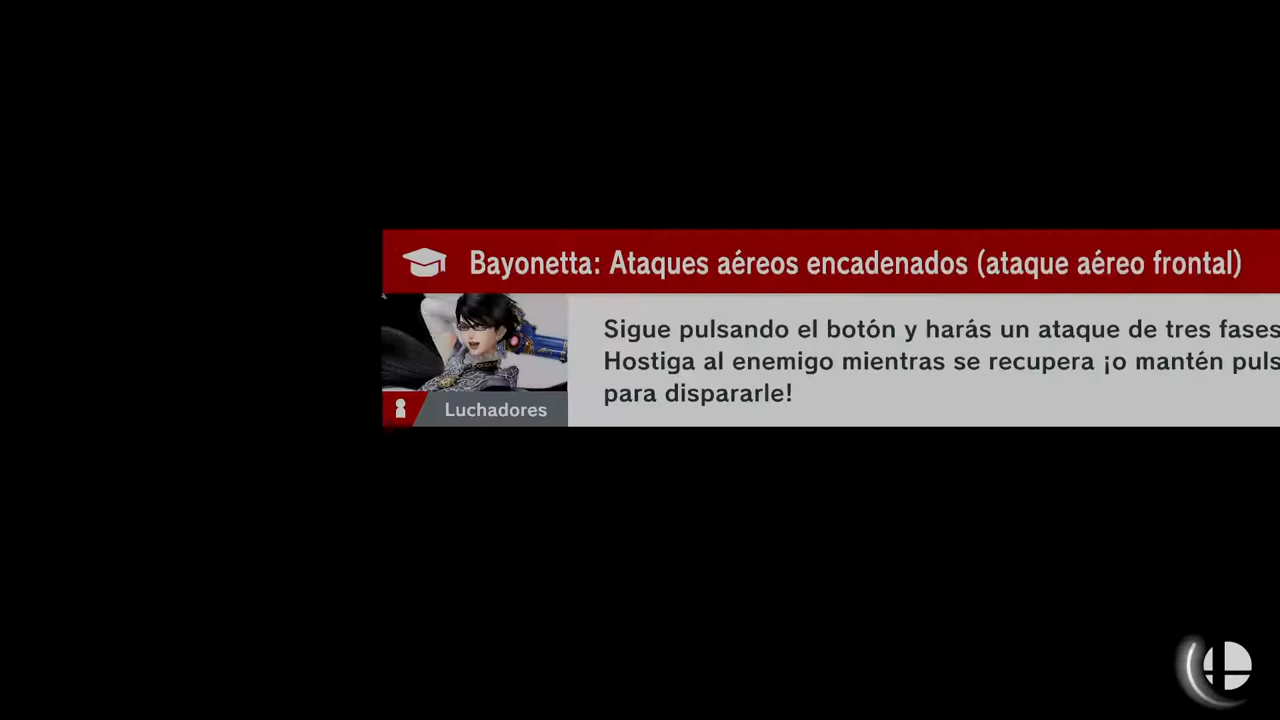 Bayonetta: Ataques aéreos encadenados (ataque aéreo frontal)
Sigue pulsando el botón y harás un ataque de tres fases
Hostiga al enemigo mientras se recupera ¡o mantén puls
para dispararle!
Luchadores